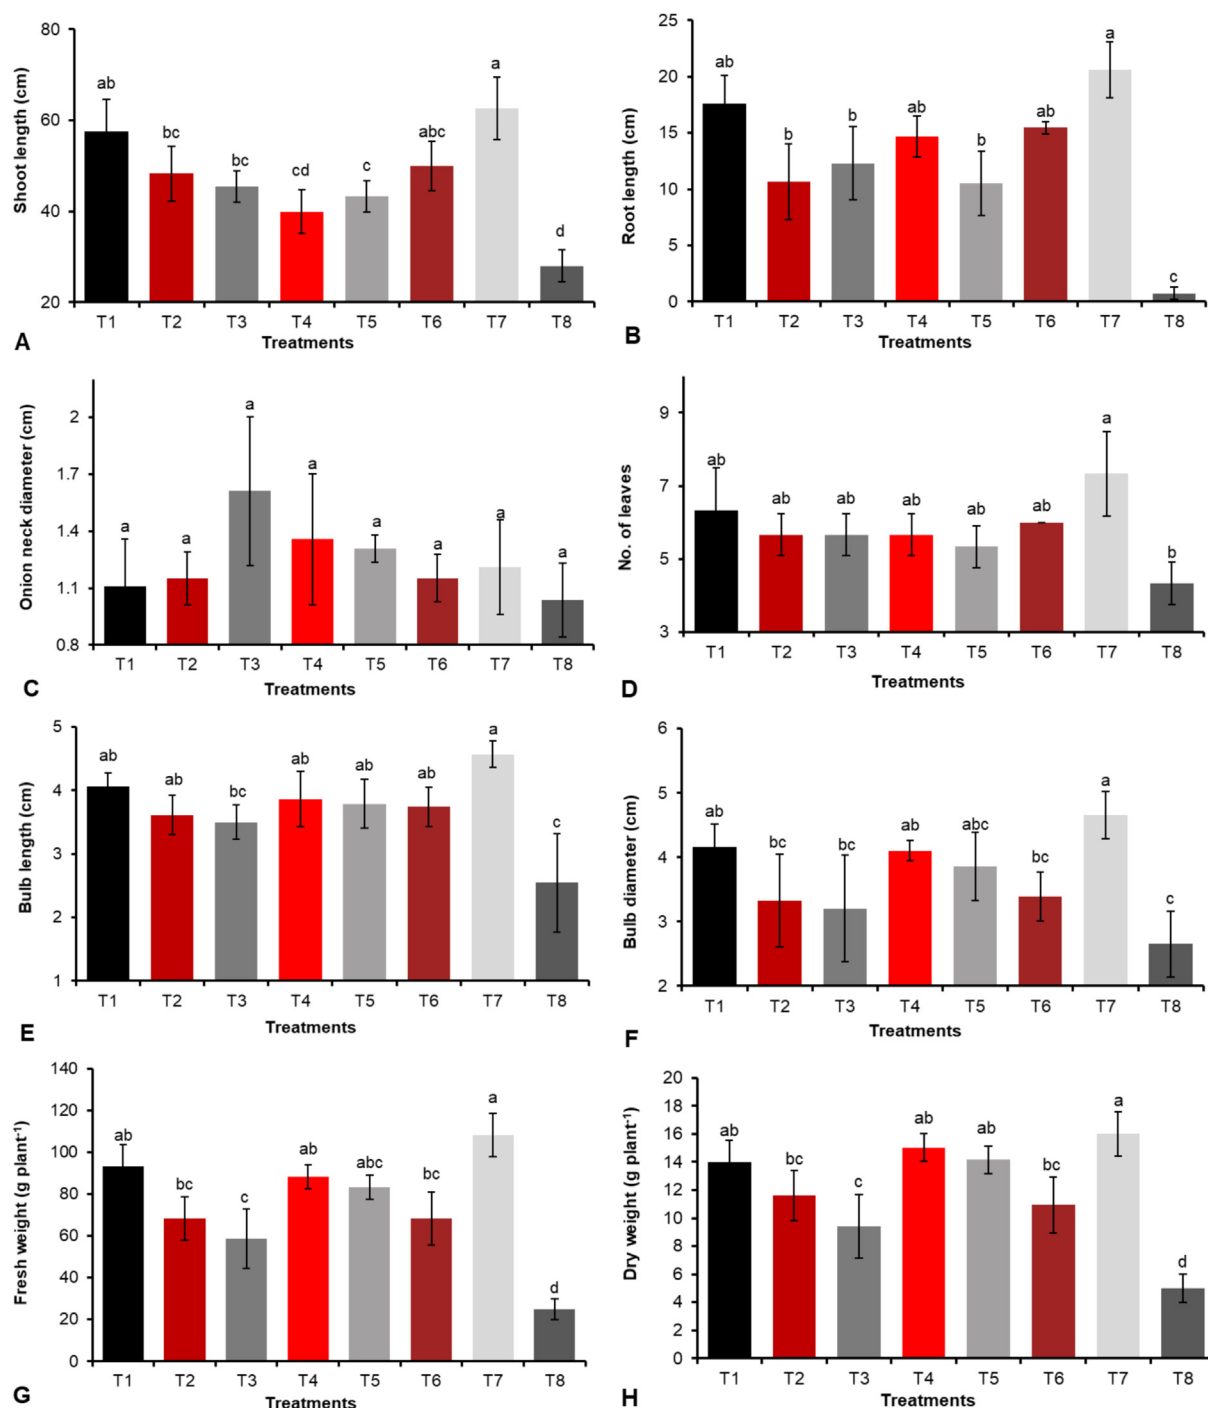 Shoot length (cm)
80
60
40
20
ab
bc
bc
cd
c
abc
a
d
T1 T2 T3 T4 T5 T6 T7 T8
Treatments
A
Root length (cm)
25
20
15
10
5
0
ab
b
b
ab
b
ab
a
c
T1 T2 T3 T4 T5 T6 T7 T8
Treatments
B
Onion neck diameter (cm)
2
1.7
1.4
1.1
0.8
a
a
a
a
a
a
a
a
T1 T2 T3 T4 T5 T6 T7 T8
Treatments
C
No. of leaves
9
7
5
3
ab
ab
ab
ab
ab
ab
a
b
T1 T2 T3 T4 T5 T6 T7 T8
Treatments
D
Bulb length (cm)
5
4
3
2
1
ab
ab
bc
ab
ab
ab
a
c
T1 T2 T3 T4 T5 T6 T7 T8
Treatments
E
Bulb diameter (cm)
6
5
4
3
2
ab
bc
bc
ab
abc
bc
a
c
T1 T2 T3 T4 T5 T6 T7 T8
Treatments
F
Fresh weight (g plant⁻¹)
140
120
100
80
60
40
20
0
ab
bc
c
ab
abc
bc
a
d
T1 T2 T3 T4 T5 T6 T7 T8
G
Dry weight (g plant⁻¹)
20
18
16
14
12
10
8
6
4
2
0
ab
bc
c
ab
ab
bc
a
d
T1 T2 T3 T4 T5 T6 T7 T8
Treatments
H